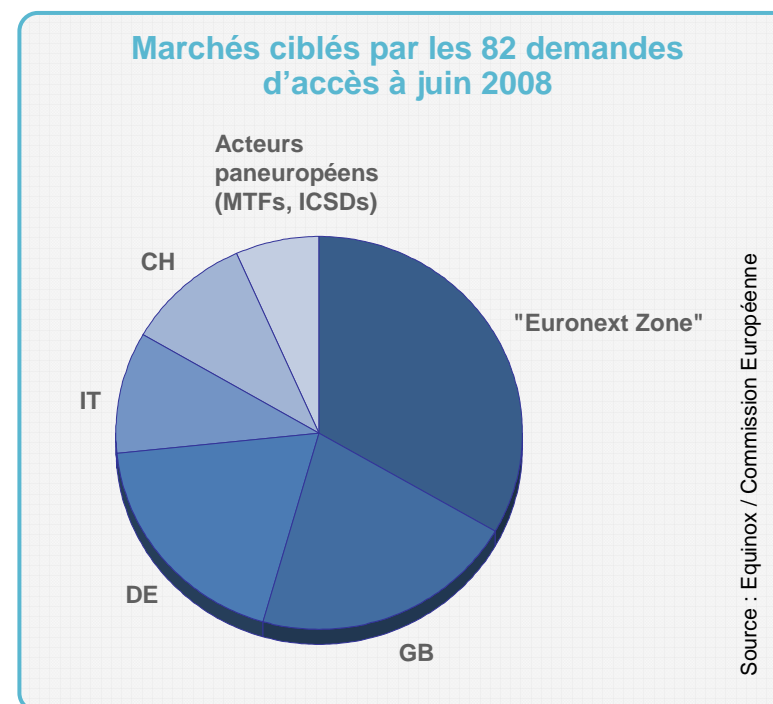 Marchés ciblés par les 82 demandes
d’accès à juin 2008
Acteurs
paneuropéens
(MTFs, ICSDs)
CH
"Euronext Zone"
IT
DE
GB
Source : Equinox / Commission Européenne